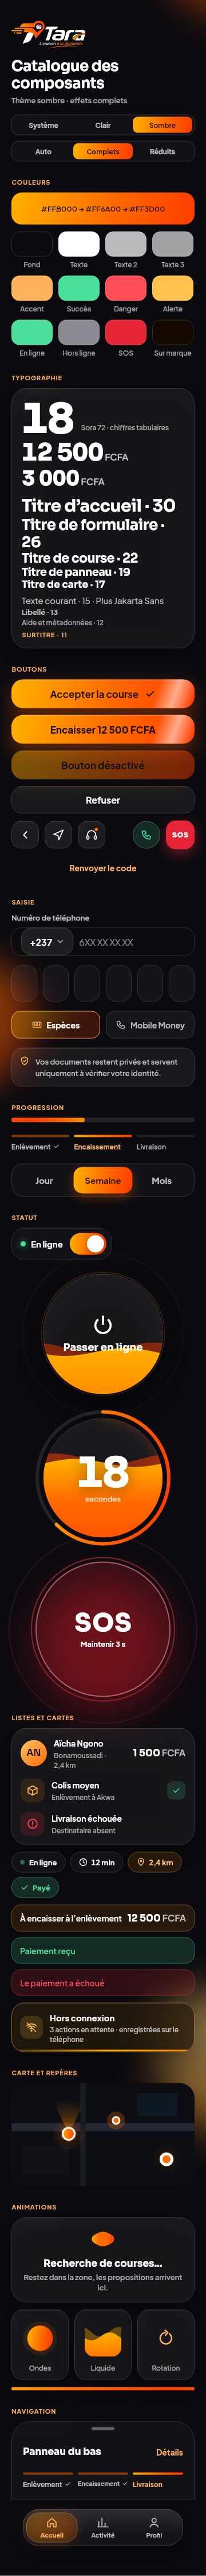 Tara
Livraison à la demande
Catalogue des
composants
Thème sombre · effets complets
Système Clair Sombre
Auto Complets Réduits
COULEURS
#FFB000 → #FF6A00 → #FF3D00
Fond Texte Texte 2 Texte 3
Accent Succès Danger Alerte
En ligne Hors ligne SOS Sur marque
TYPOGRAPHIE
18 Sora 72 · chiffres tabulaires
12 500 FCFA
3 000 FCFA
Titre d'accueil · 30
Titre de formulaire ·
26
Titre de course · 22
Titre de panneau · 19
Titre de carte · 17
Texte courant · 15 · Plus Jakarta Sans
Libellé · 13
Aide et métadonnées · 12
SURTITRE · 11
BOUTONS
Accepter la course
Encaisser 12 500 FCFA
Bouton désactivé
Refuser
SOS
Renvoyer le code
SAISIE
Numéro de téléphone
+237 6XX XX XX XX
Espèces Mobile Money
Vos documents restent privés et servent
uniquement à vérifier votre identité.
PROGRESSION
Enlèvement Encaissement Livraison
Jour Semaine Mois
STATUT
En ligne
Passer en ligne
18
secondes
SOS
Maintenir 3 s
LISTES ET CARTES
AN
Aïcha Ngono
Bonamoussadi ·
2,4 km
1 500 FCFA
Colis moyen
Enlèvement à Akwa
Livraison échouée
Destinataire absent
En ligne 12 min 2,4 km
Payé
À encaisser à l'enlèvement 12 500 FCFA
Paiement reçu
Le paiement a échoué
Hors connexion
3 actions en attente · enregistrées sur le
téléphone
CARTE ET REPÈRES
ANIMATIONS
Recherche de courses…
Restez dans la zone, les propositions arrivent
ici.
Ondes Liquide Rotation
NAVIGATION
Panneau du bas Détails
Enlèvement Encaissement Livraison
Accueil Activité Profil